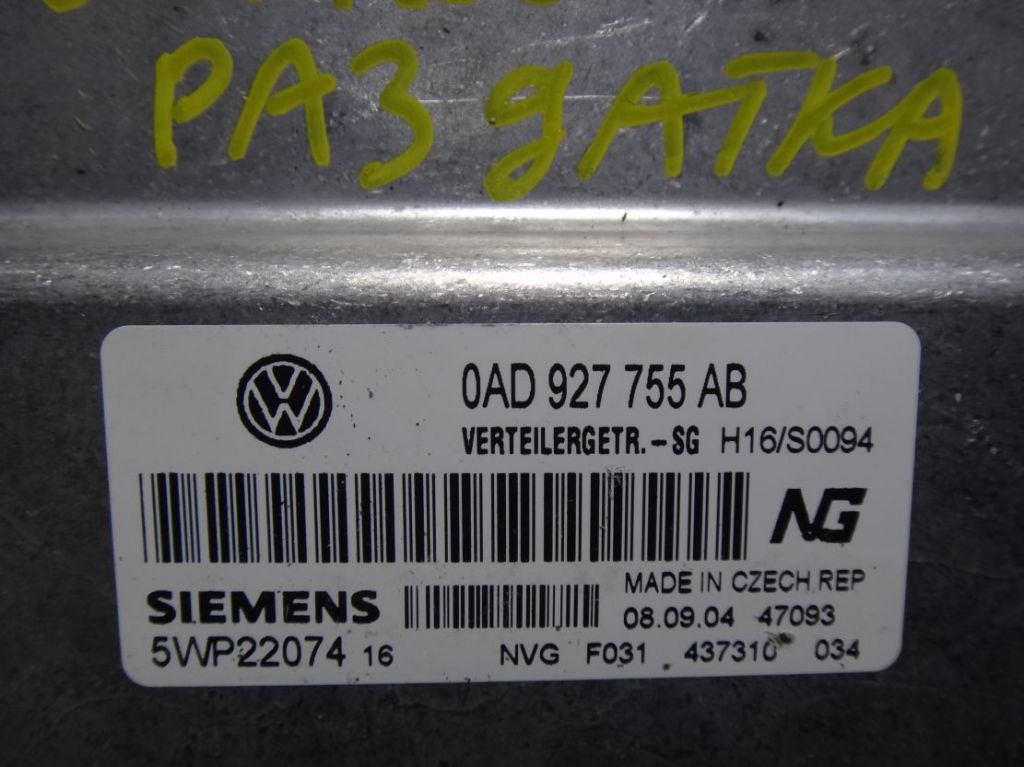 РАЗДАТКА
0AD 927 755 AB
VERTEILERGETR.-SG H16/S0094
NG
SIEMENS
MADE IN CZECH REP
08.09.04 47093
5WP22074 16
NVG F031 437310 034